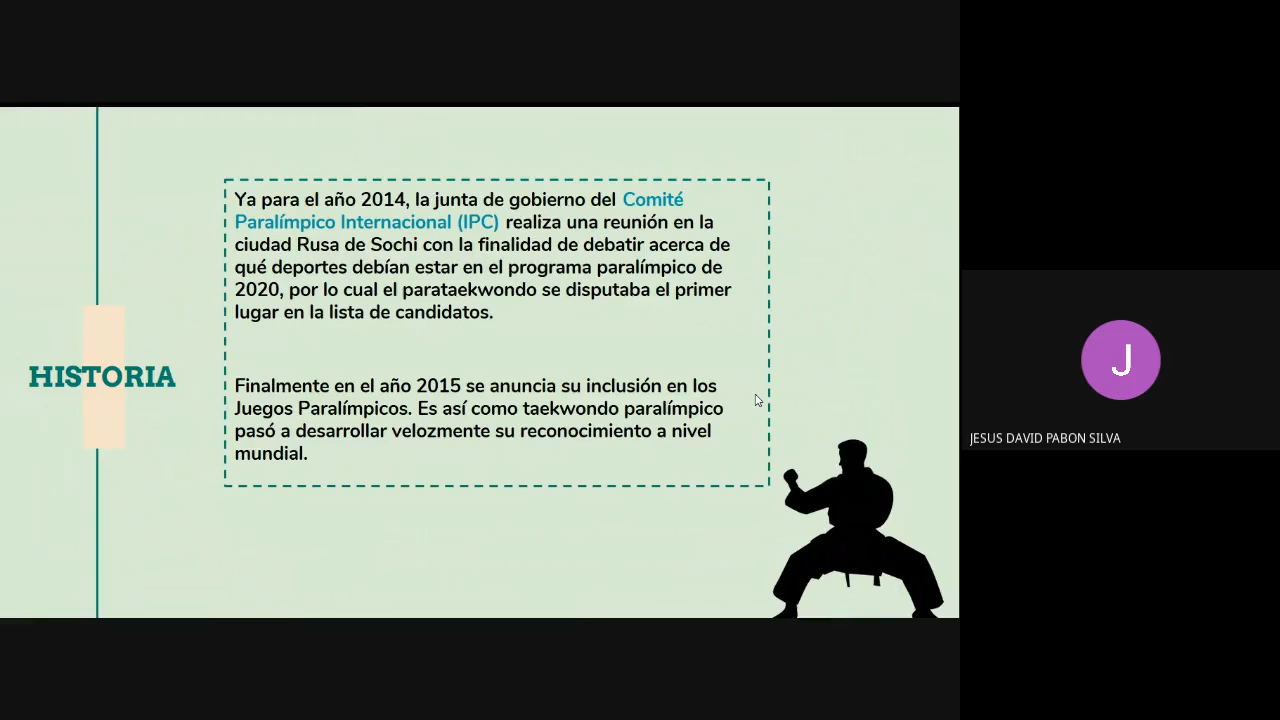 Ya para el año 2014, la junta de gobierno del Comité
Paralímpico Internacional (IPC) realiza una reunión en la
ciudad Rusa de Sochi con la finalidad de debatir acerca de
qué deportes debían estar en el programa paralímpico de
2020, por lo cual el parataekwondo se disputaba el primer
lugar en la lista de candidatos.
HISTORIA
Finalmente en el año 2015 se anuncia su inclusión en los
Juegos Paralímpicos. Es así como taekwondo paralímpico
pasó a desarrollar velozmente su reconocimiento a nivel
mundial.
J
JESUS DAVID PABON SILVA